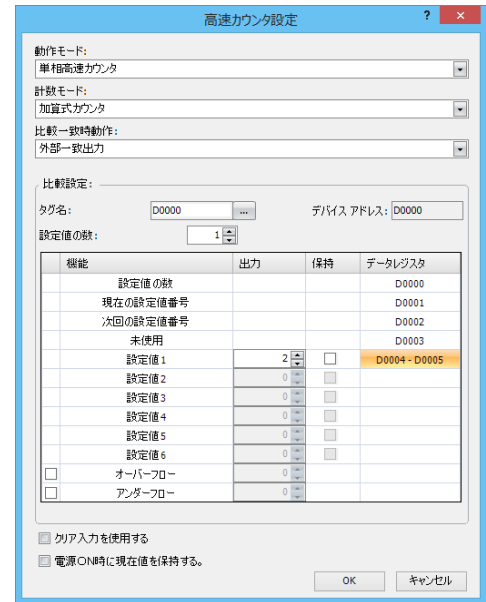 高速カウンタ設定
? ×
動作モード:
単相高速カウンタ
計数モード:
加算式カウンタ
比較一致時動作:
外部一致出力
比較設定:
タグ名: D0000 ... デバイス アドレス: D0000
設定値の数: 1
機能 出力 保持 データレジスタ
設定値の数 D0000
現在の設定値番号 D0001
次回の設定値番号 D0002
未使用 D0003
設定値1 2 D0004 - D0005
設定値2 0
設定値3 0
設定値4 0
設定値5 0
設定値6 0
オーバーフロー 0
アンダーフロー 0
クリア入力を使用する
電源ON時に現在値を保持する。
OK キャンセル